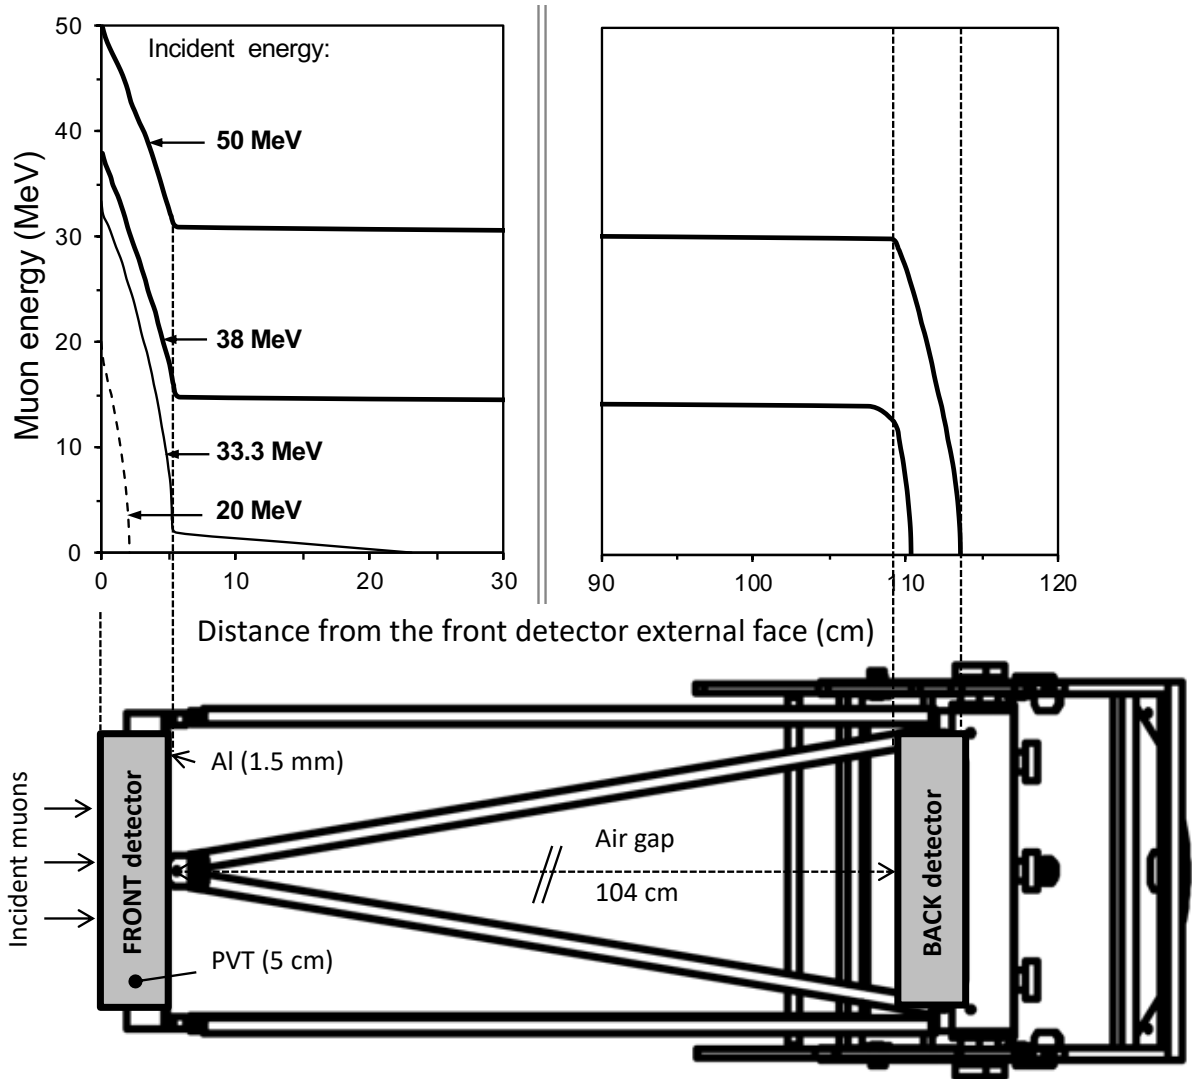 Incident energy:
50 MeV
38 MeV
33.3 MeV
20 MeV
Muon energy (MeV)
50
40
30
20
10
0
0
10
20
30
90
100
110
120
Distance from the front detector external face (cm)
Al (1.5 mm)
Incident muons
FRONT detector
Air gap
104 cm
BACK detector
PVT (5 cm)